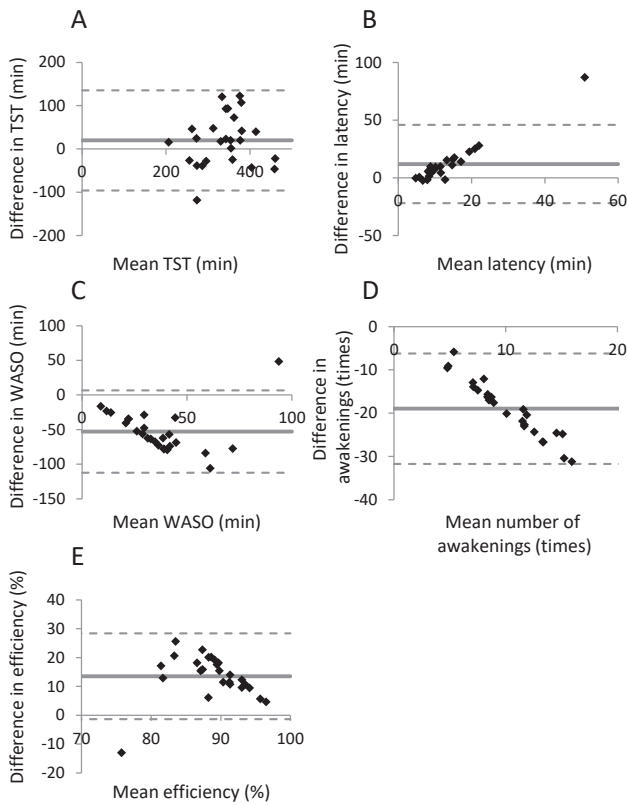 A
Difference in TST (min)
200
100
0
-100
-200
0
200
400
Mean TST (min)
B
Difference in latency (min)
100
50
0
-50
0
20
40
60
Mean latency (min)
C
Difference in WASO (min)
100
50
0
-50
-100
-150
0
50
100
Mean WASO (min)
D
Difference in
awakenings (times)
0
-10
-20
-30
-40
0
10
20
Mean number of
awakenings (times)
E
Difference in efficiency (%)
40
30
20
10
0
-10
-20
70
80
90
100
Mean efficiency (%)